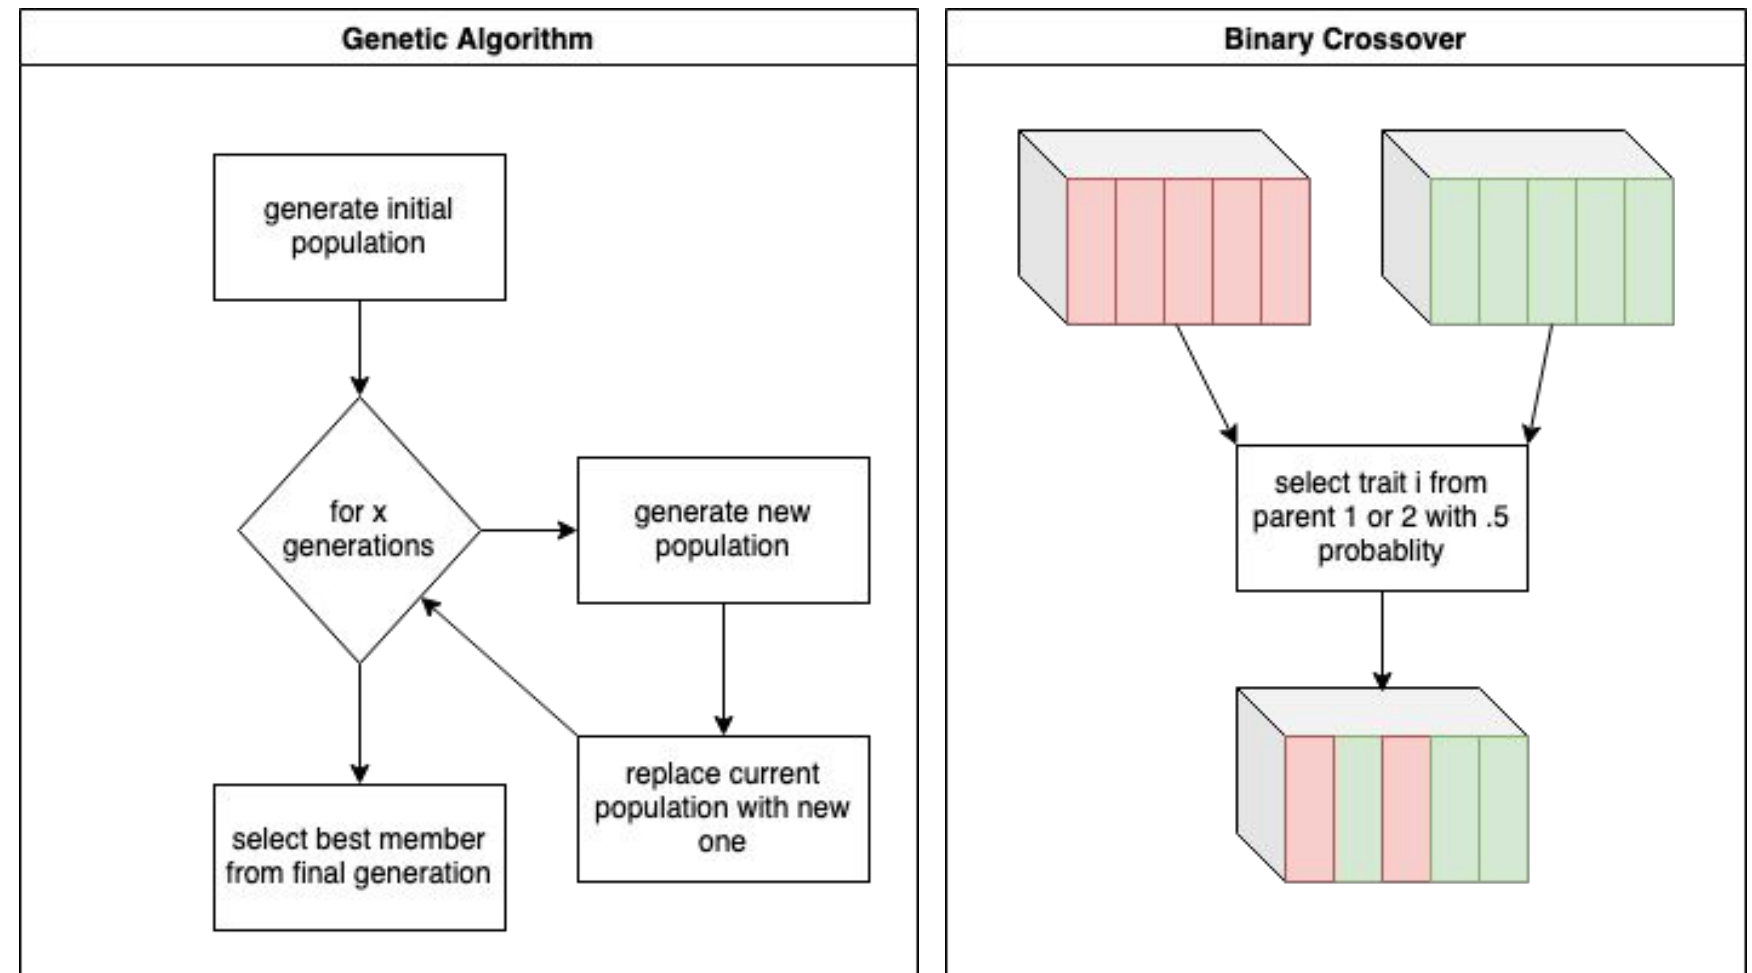 Genetic Algorithm
generate initial
population
for x
generations
generate new
population
replace current
population with new
one
select best member
from final generation
Binary Crossover
select trait i from
parent 1 or 2 with .5
probablity